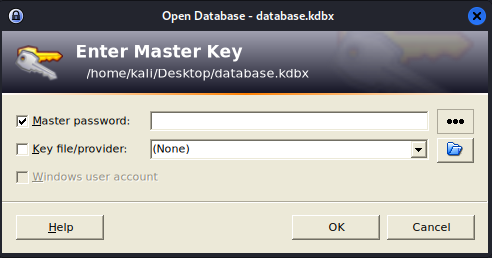 Open Database - database.kdbx
Enter Master Key
/home/kali/Desktop/database.kdbx
Master password:
Key file/provider: (None)
Windows user account
Help OK Cancel